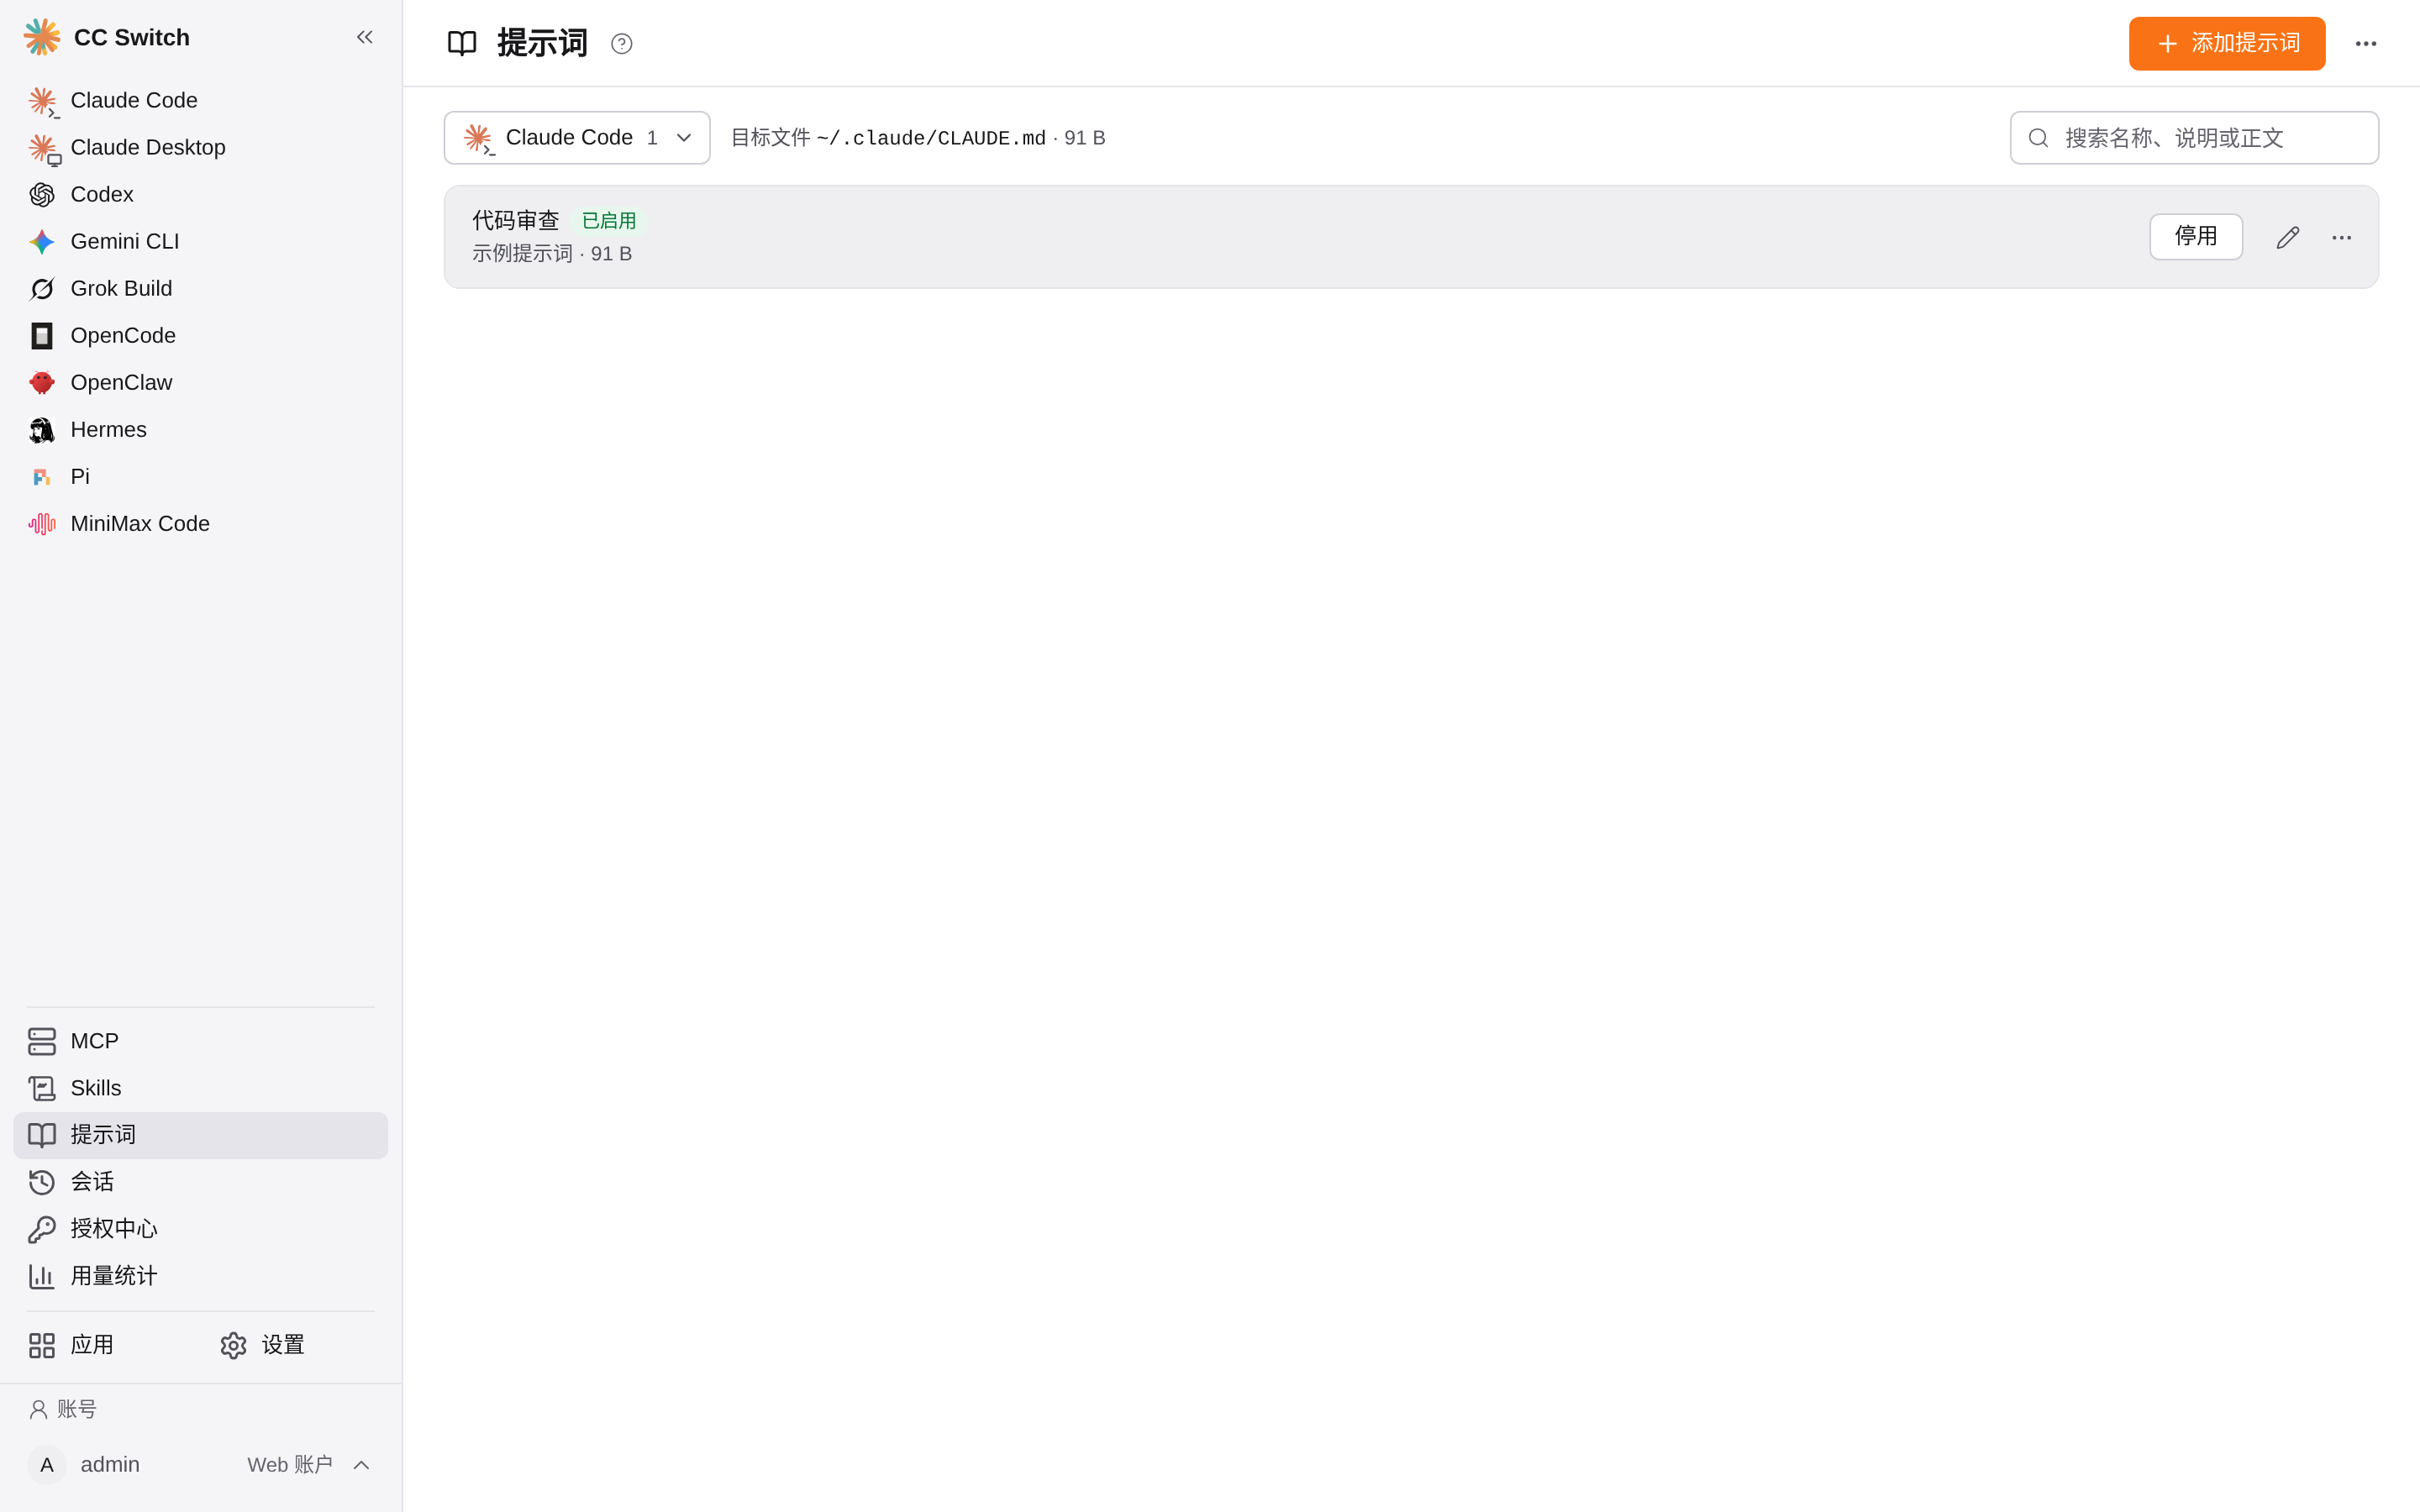 CC Switch
Claude Code
Claude Desktop
Codex
Gemini CLI
Grok Build
OpenCode
OpenClaw
Hermes
Pi
MiniMax Code
MCP
Skills
提示词
会话
授权中心
用量统计
应用
设置
账号
A admin Web 账户
提示词
添加提示词
Claude Code 1
目标文件 ~/.claude/CLAUDE.md · 91 B
搜索名称、说明或正文
代码审查 已启用
示例提示词 · 91 B
停用